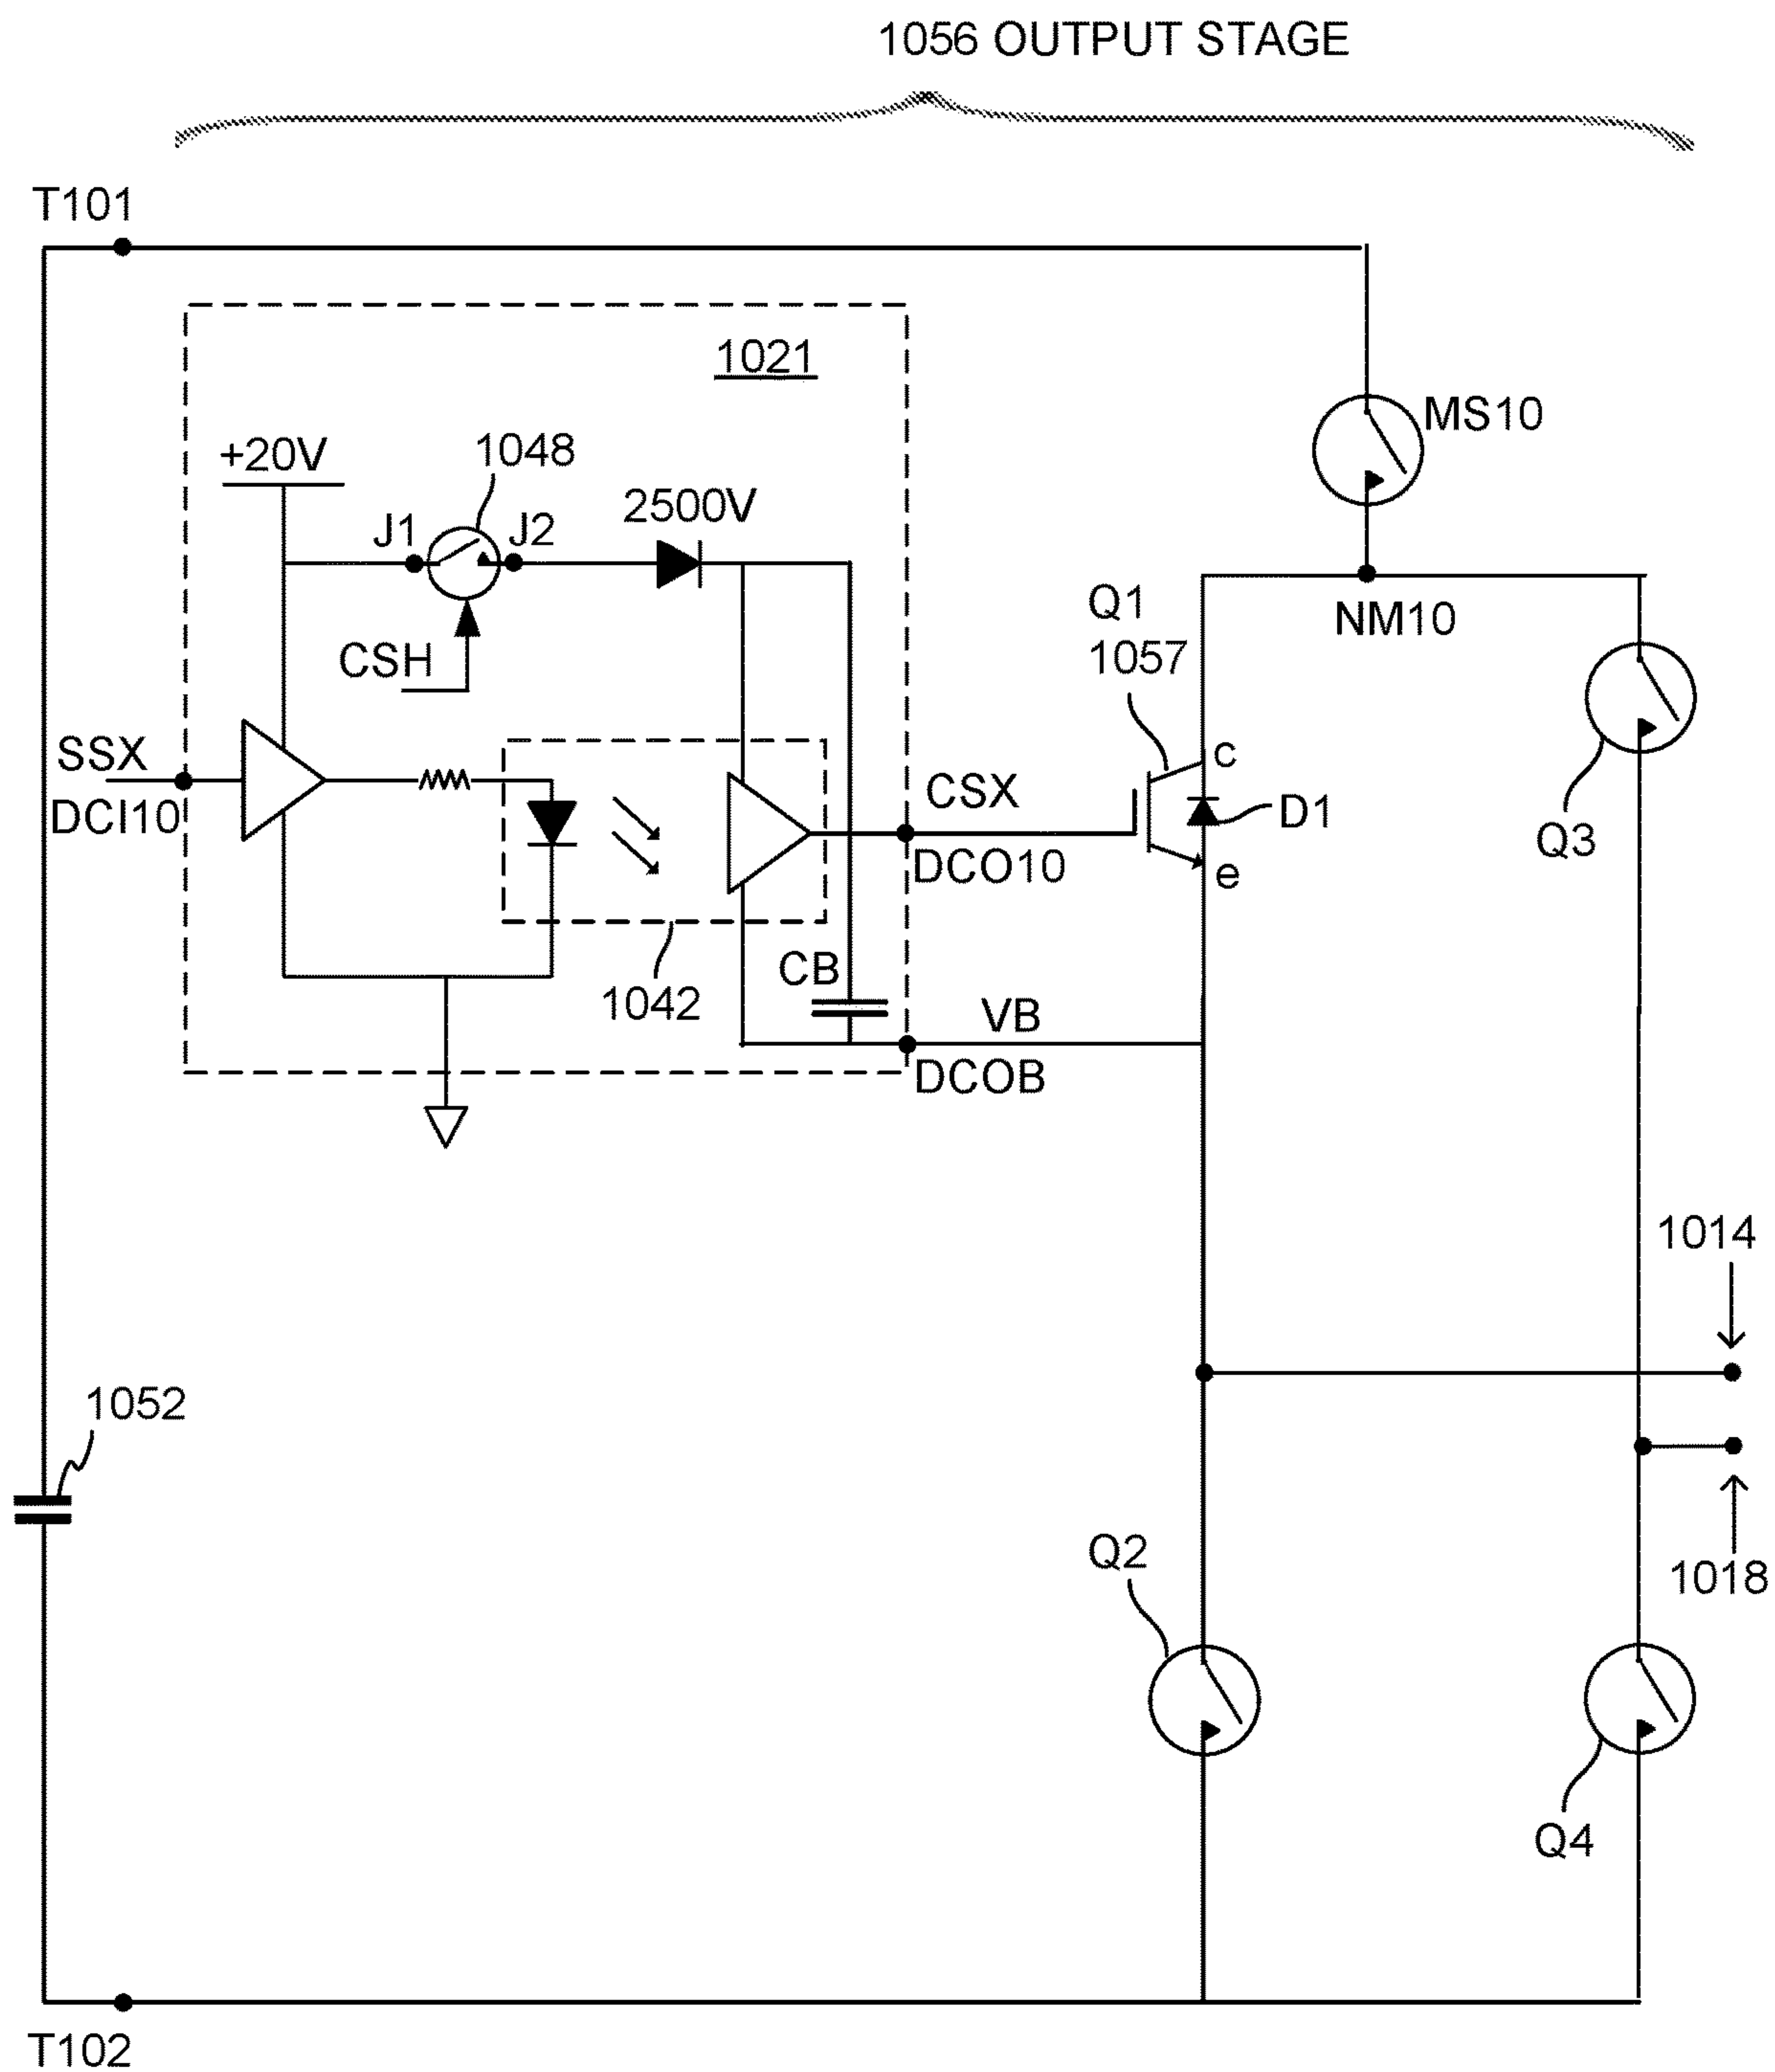 1056 OUTPUT STAGE
T101
1021
MS10
+20V
1048
2500V
J1
J2
Q1
1057
NM10
CSH
SSX
DCI10
c
CSX
D1
Q3
DCO10
e
CB
1042
VB
DCOB
1014
1052
Q2
1018
Q4
T102